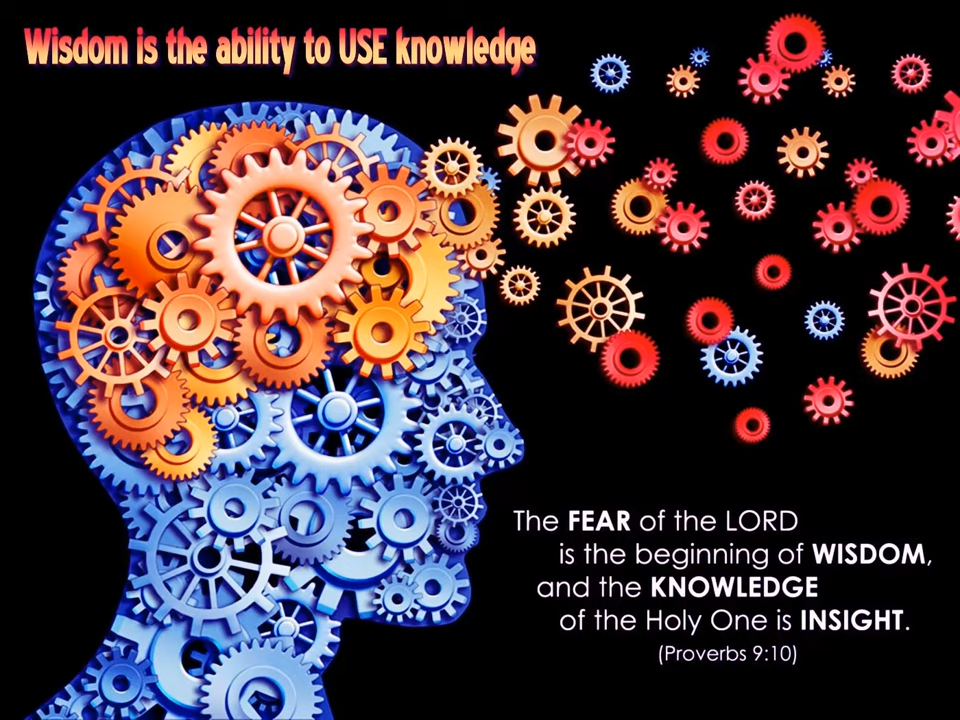 Wisdom is the ability to USE knowledge
The FEAR of the LORD
is the beginning of WISDOM,
and the KNOWLEDGE
of the Holy One is INSIGHT.
(Proverbs 9:10)